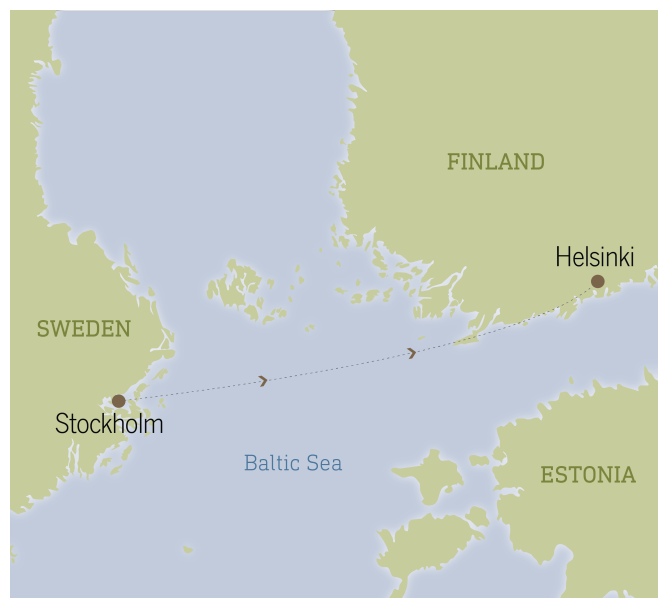 FINLAND
Helsinki
SWEDEN
Stockholm
Baltic Sea
ESTONIA